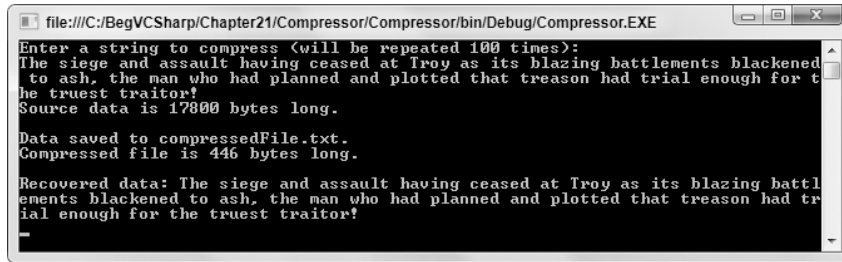 file:///C:/BegVCSharp/Chapter21/Compressor/Compressor/bin/Debug/Compressor.EXE
Enter a string to compress (will be repeated 100 times):
The siege and assault having ceased at Troy as its blazing battlements blackened
to ash, the man who had planned and plotted that treason had trial enough for t
he truest traitor!
Source data is 17800 bytes long.
Data saved to compressedFile.txt.
Compressed file is 446 bytes long.
Recovered data: The siege and assault having ceased at Troy as its blazing battl
ements blackened to ash, the man who had planned and plotted that treason had tr
ial enough for the truest traitor!